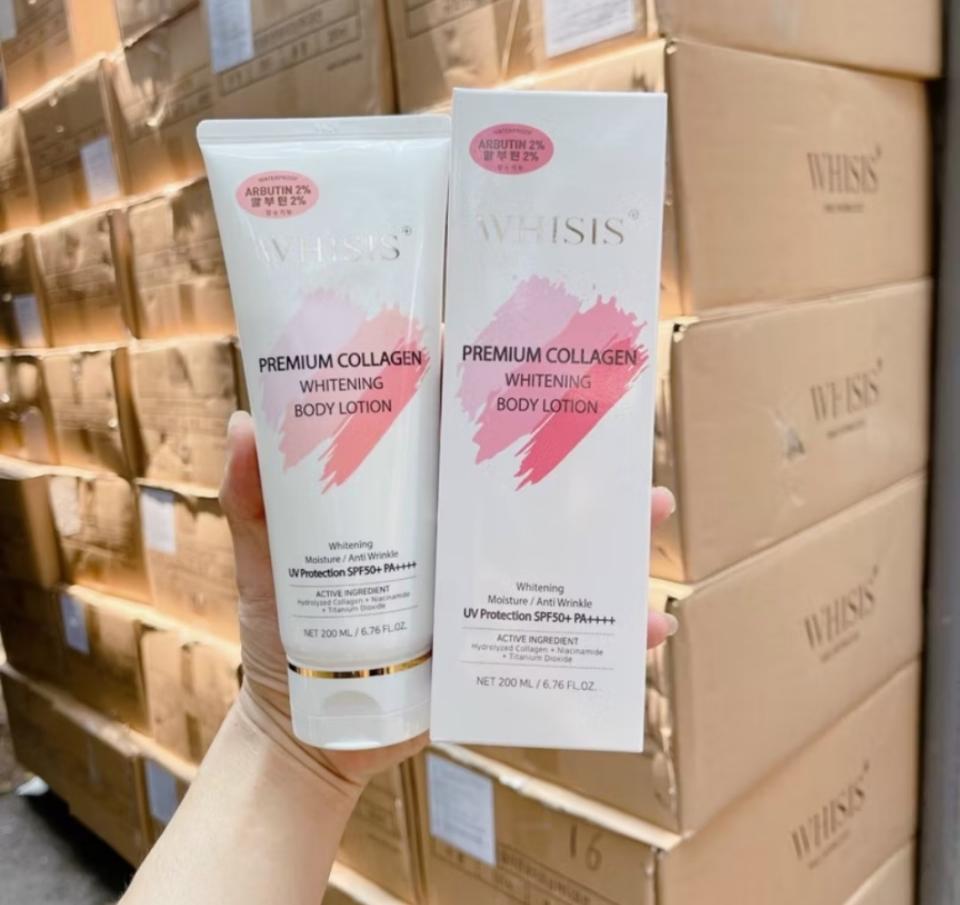 WATERPROOF
ARBUTIN 2%
알부틴 2%
WHISIS
PREMIUM COLLAGEN
WHITENING
BODY LOTION
Whitening
Moisture / Anti Wrinkle
UV Protection SPF50+ PA++++
ACTIVE INGREDIENT
Hydrolyzed Collagen + Niacinamide
+ Titanium Dioxide
NET 200 ML / 6.76 FL.OZ.
WATERPROOF
ARBUTIN 2%
알부틴 2%
WHISIS
PREMIUM COLLAGEN
WHITENING
BODY LOTION
Whitening
Moisture / Anti Wrinkle
UV Protection SPF50+ PA++++
ACTIVE INGREDIENT
Hydrolyzed Collagen + Niacinamide
+ Titanium Dioxide
NET 200 ML / 6.76 FL.OZ.
WHISIS
WHISIS
WHISIS
WHISIS
16